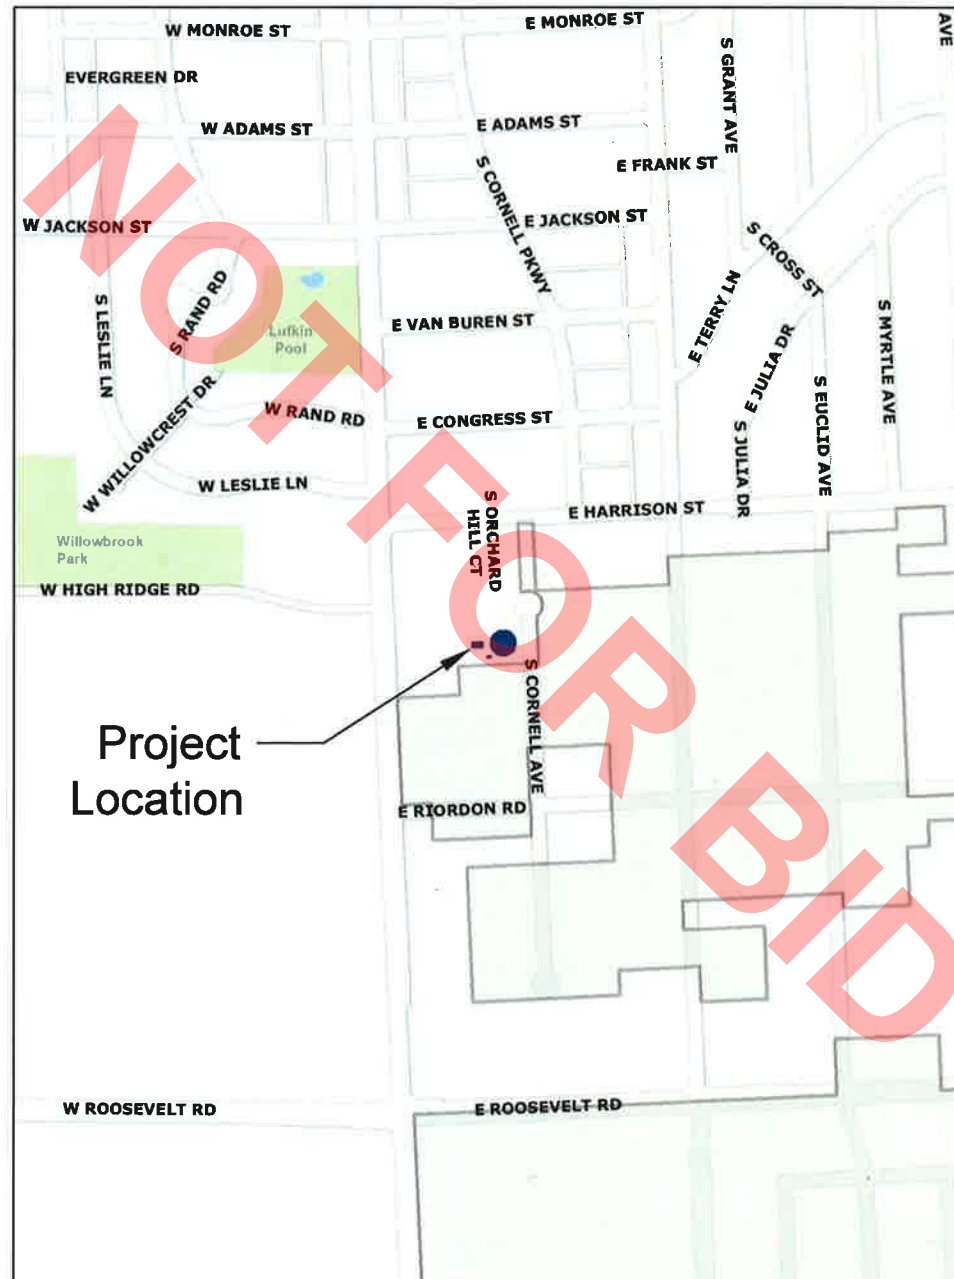 W MONROE ST
E MONROE ST
AVE
EVERGREEN DR
S GRANT AVE
W ADAMS ST
E ADAMS ST
S CORNELL PKWY
E FRANK ST
W JACKSON ST
E JACKSON ST
S CROSS ST
S LESLIE LN
S RAND RD
Lufkin
Pool
E VAN BUREN ST
E TERRY LN
E JULIA DR
S MYRTLE AVE
W WILLOWCREST DR
W RAND RD
E CONGRESS ST
S JULIA DR
S EUCLID AVE
W LESLIE LN
S ORCHARD
HILL CT
E HARRISON ST
Willowbrook
Park
W HIGH RIDGE RD
S CORNELL AVE
Project
Location
E RIORDON RD
W ROOSEVELT RD
E ROOSEVELT RD
NOT FOR BID